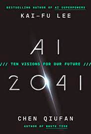 BESTSELLING AUTHOR OF AI SUPERPOWERS
KAI-FU LEE
AI
/// TEN VISIONS FOR OUR FUTURE ///
2041
CHEN QIUFAN
AUTHOR OF WASTE TIDE